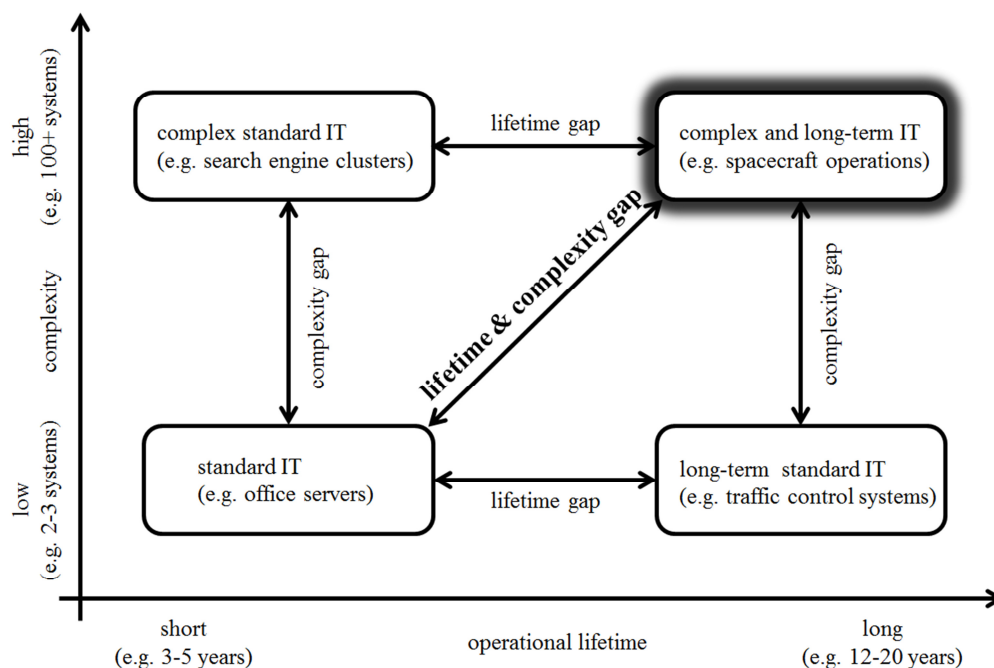 high
(e.g. 100+ systems)
complexity
low
(e.g. 2-3 systems)
complex standard IT
(e.g. search engine clusters)
lifetime gap
complex and long-term IT
(e.g. spacecraft operations)
complexity gap
lifetime & complexity gap
complexity gap
standard IT
(e.g. office servers)
lifetime gap
long-term standard IT
(e.g. traffic control systems)
short
(e.g. 3-5 years)
operational lifetime
long
(e.g. 12-20 years)